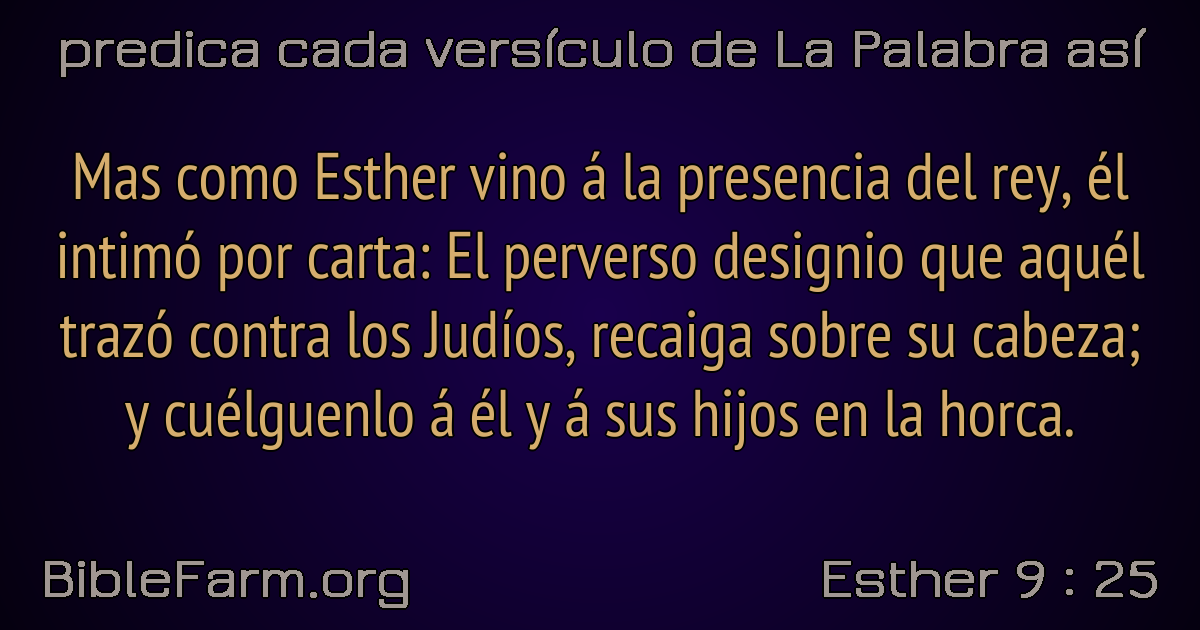 predica cada versículo de La Palabra así
Mas como Esther vino á la presencia del rey, él
intimó por carta: El perverso designio que aquél
trazó contra los Judíos, recaiga sobre su cabeza;
y cuélguenlo á él y á sus hijos en la horca.
BibleFarm.org
Esther 9 : 25